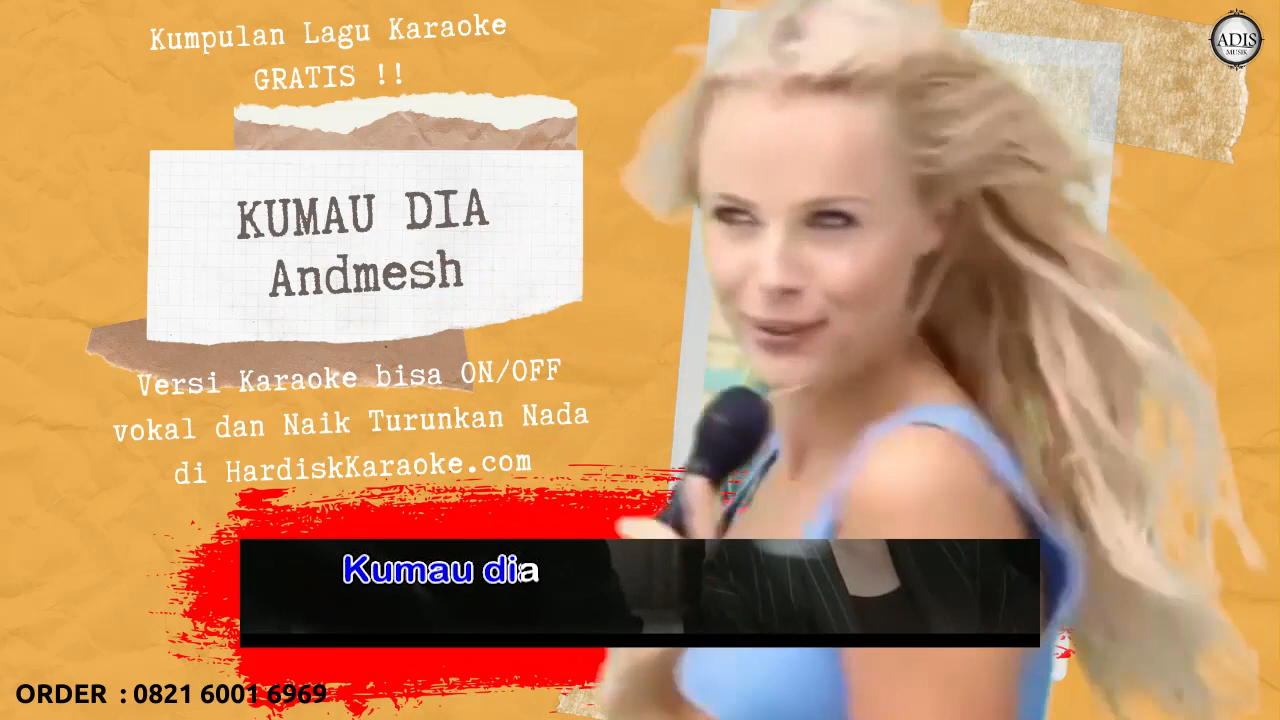 Kumpulan Lagu Karaoke
GRATIS !!
ADIS
MUSIK
KUMAU DIA
Andmesh
Versi Karaoke bisa ON/OFF
vokal dan Naik Turunkan Nada
di HardiskKaraoke.com
Kumau dia
ORDER : 0821 6001 6969